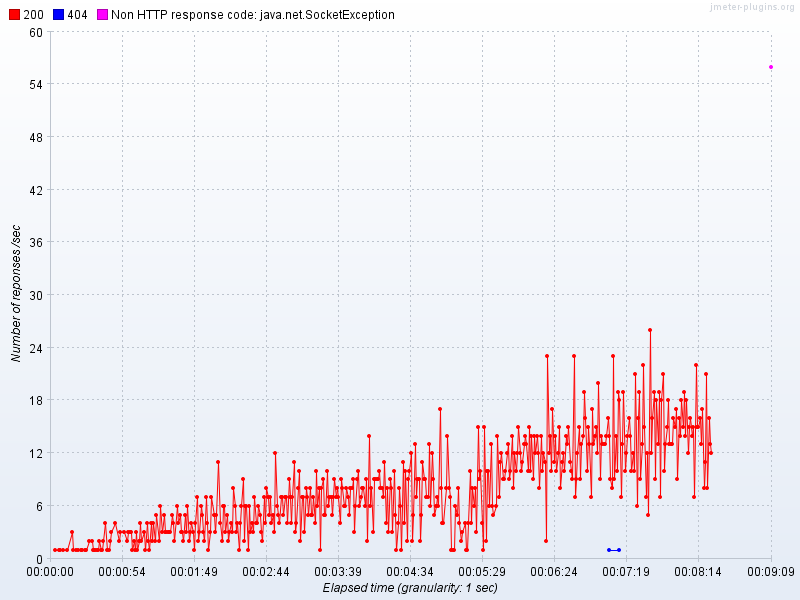 jmeter-plugins.org
200 404 Non HTTP response code: java.net.SocketException
60
54
48
42
36
30
24
18
12
6
0
Number of reponses /sec
00:00:00 00:00:54 00:01:49 00:02:44 00:03:39 00:04:34 00:05:29 00:06:24 00:07:19 00:08:14 00:09:09
Elapsed time (granularity: 1 sec)